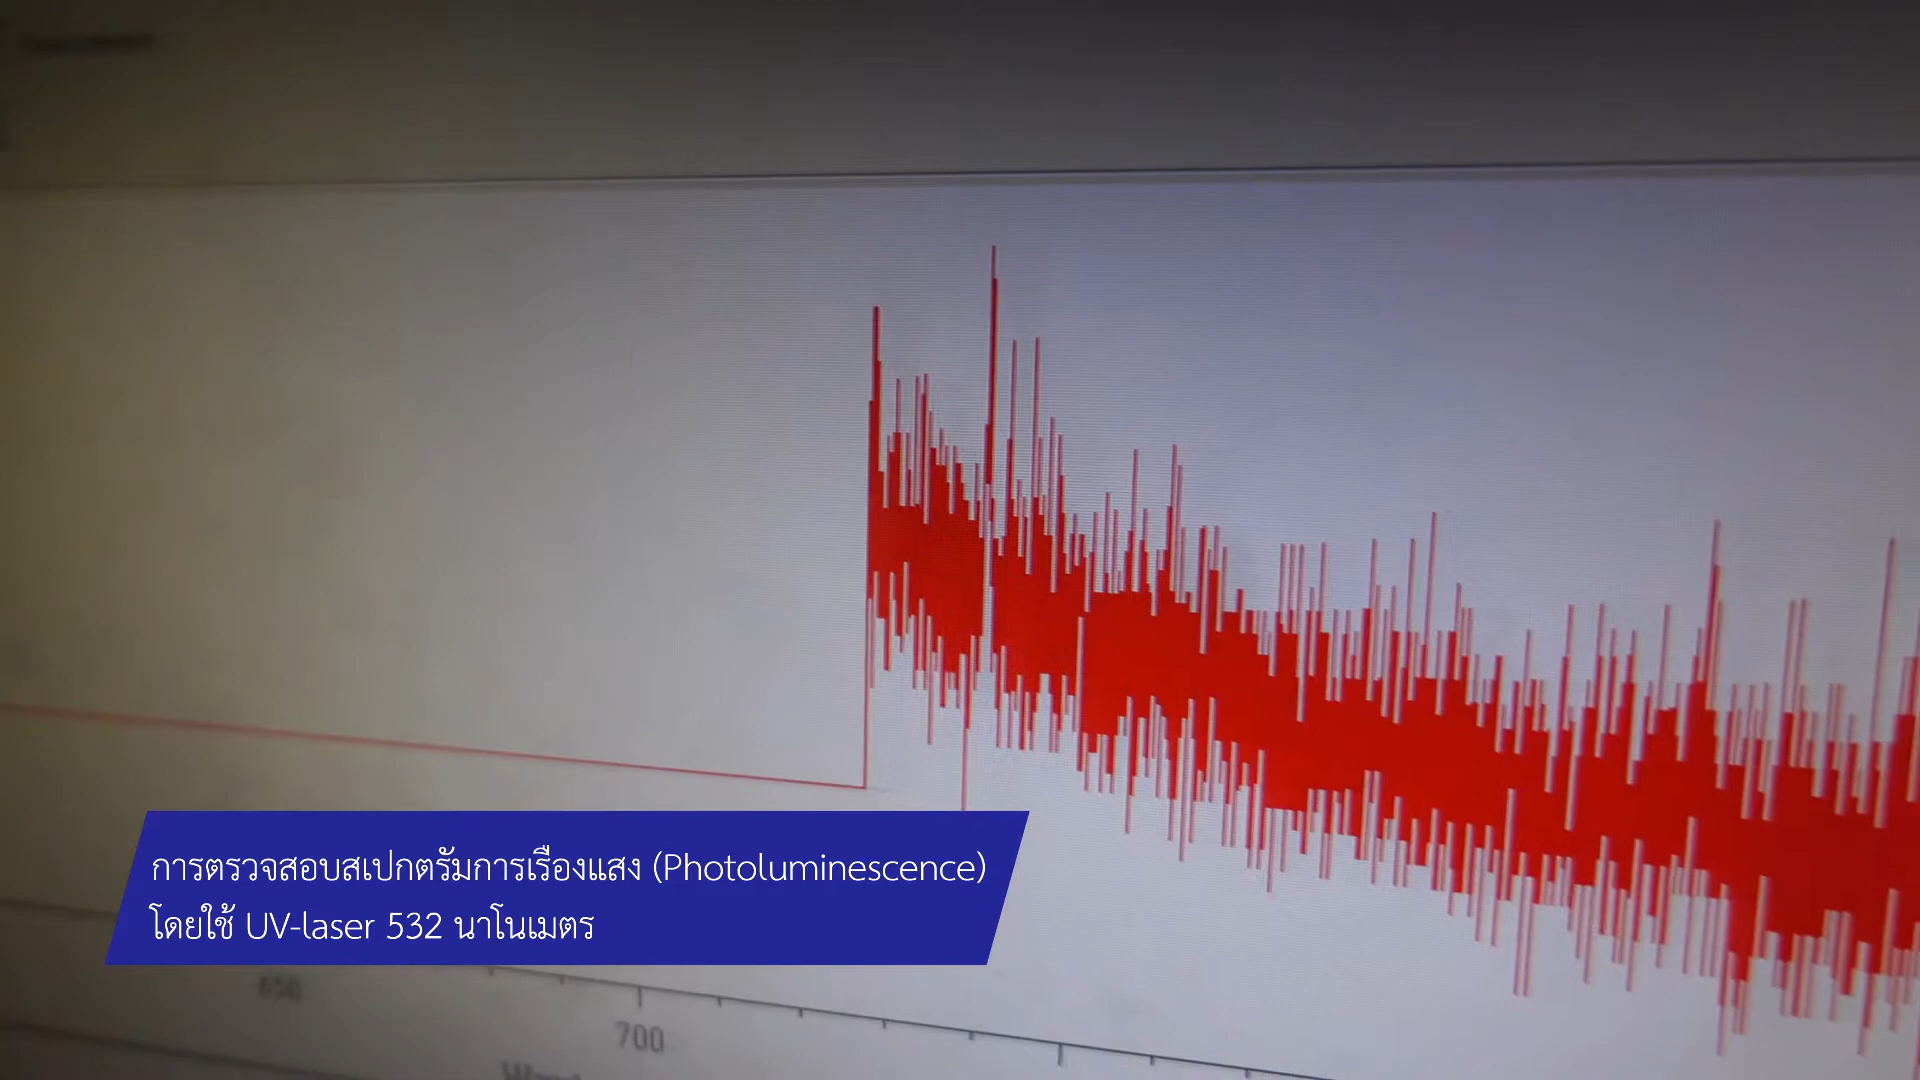 การตรวจสอบสเปกตรัมการเรืองแสง (Photoluminescence)
โดยใช้ UV-laser 532 นาโนเมตร
650
700